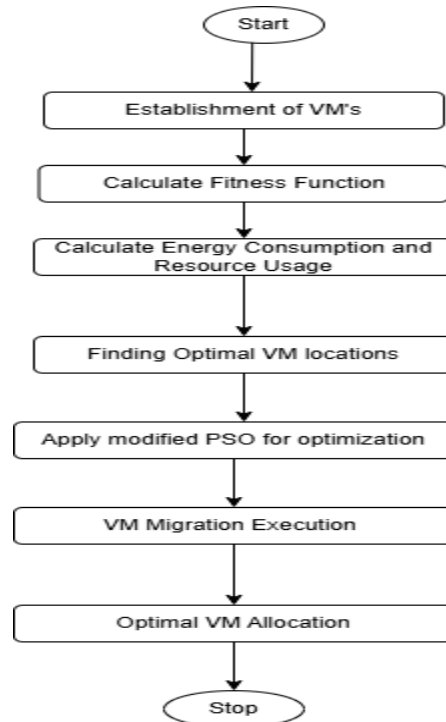 Start
Establishment of VM's
Calculate Fitness Function
Calculate Energy Consumption and
Resource Usage
Finding Optimal VM locations
Apply modified PSO for optimization
VM Migration Execution
Optimal VM Allocation
Stop